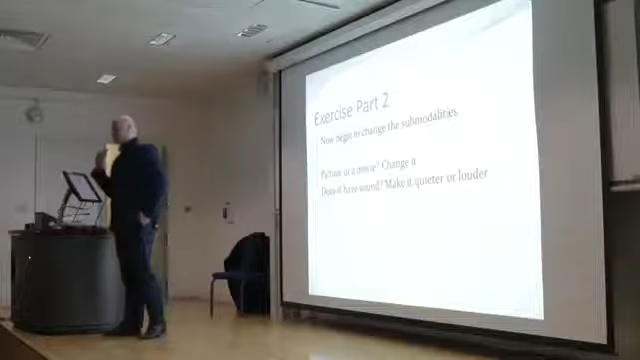 Exercise Part 2
Now begin to change the submodalities
Picture or a movie? Change it
Does it have sound? Make it quieter or louder